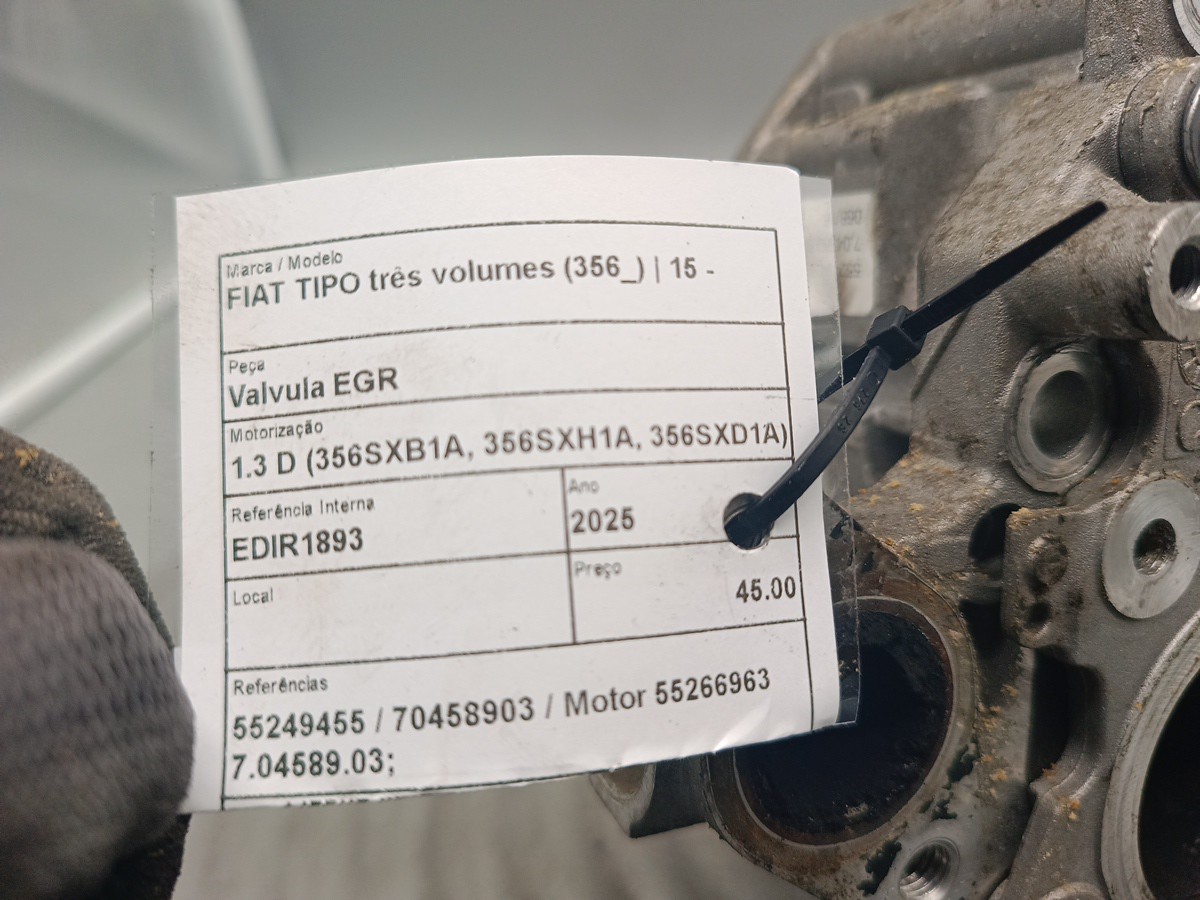 Marca / Modelo
FIAT TIPO três volumes (356_) | 15 -
Peça
Valvula EGR
Motorização
1.3 D (356SXB1A, 356SXH1A, 356SXD1A)
Referência Interna
EDIR1893
Ano
2025
Local
Preço
45.00
Referências
55249455 / 70458903 / Motor 55266963
7.04589.03;